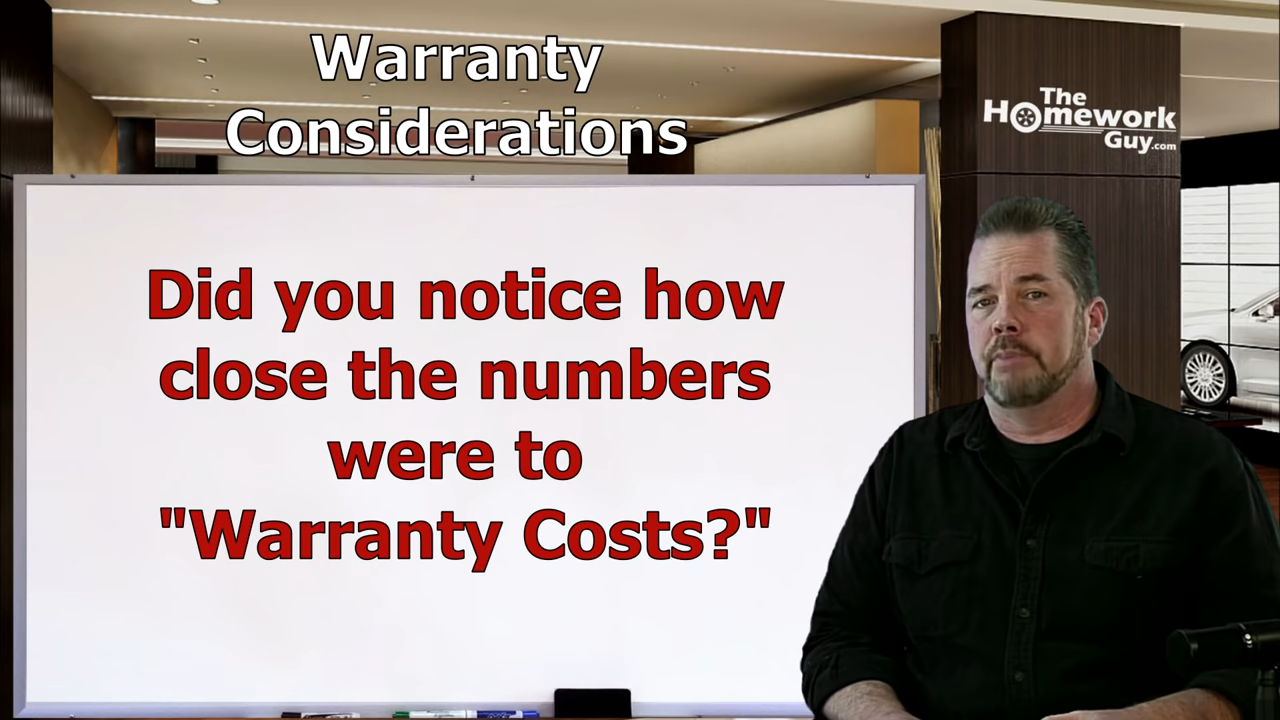 Warranty
Considerations
The
Homework
Guy.com
Did you notice how
close the numbers
were to
"Warranty Costs?"